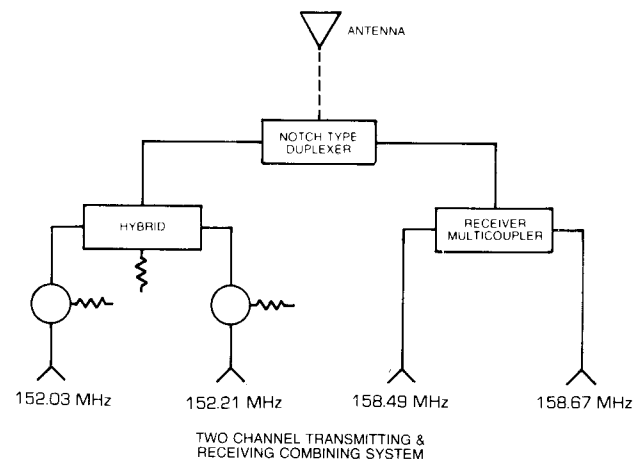 ANTENNA
NOTCH TYPE
DUPLEXER
HYBRID
RECEIVER
MULTICOUPLER
152.03 MHz
152.21 MHz
158.49 MHz
158.67 MHz
TWO CHANNEL TRANSMITTING &
RECEIVING COMBINING SYSTEM